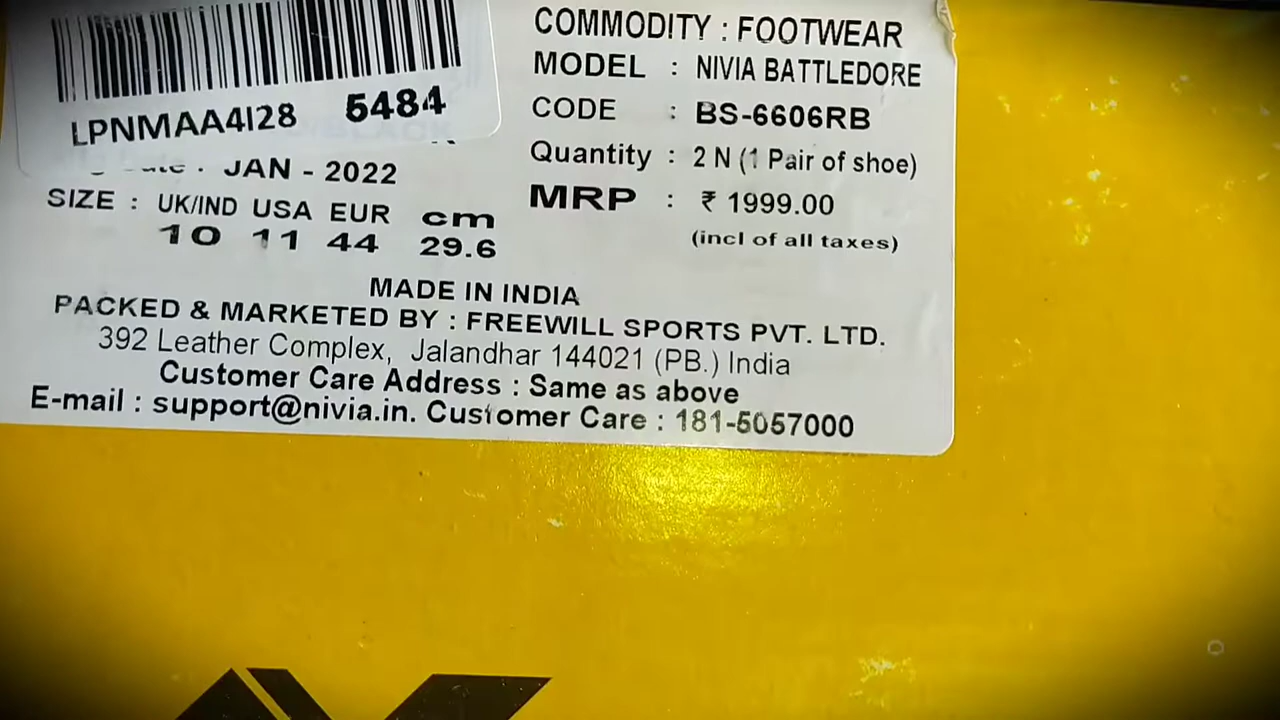 LPNMAA4I28 5484
JAN - 2022
SIZE : UK/IND USA EUR cm
10 11 44 29.6
COMMODITY : FOOTWEAR
MODEL : NIVIA BATTLEDORE
CODE : BS-6606RB
Quantity : 2 N (1 Pair of shoe)
MRP : ₹ 1999.00
(incl of all taxes)
MADE IN INDIA
PACKED & MARKETED BY : FREEWILL SPORTS PVT. LTD.
392 Leather Complex, Jalandhar 144021 (PB.) India
Customer Care Address : Same as above
E-mail : support@nivia.in. Customer Care : 181-5057000